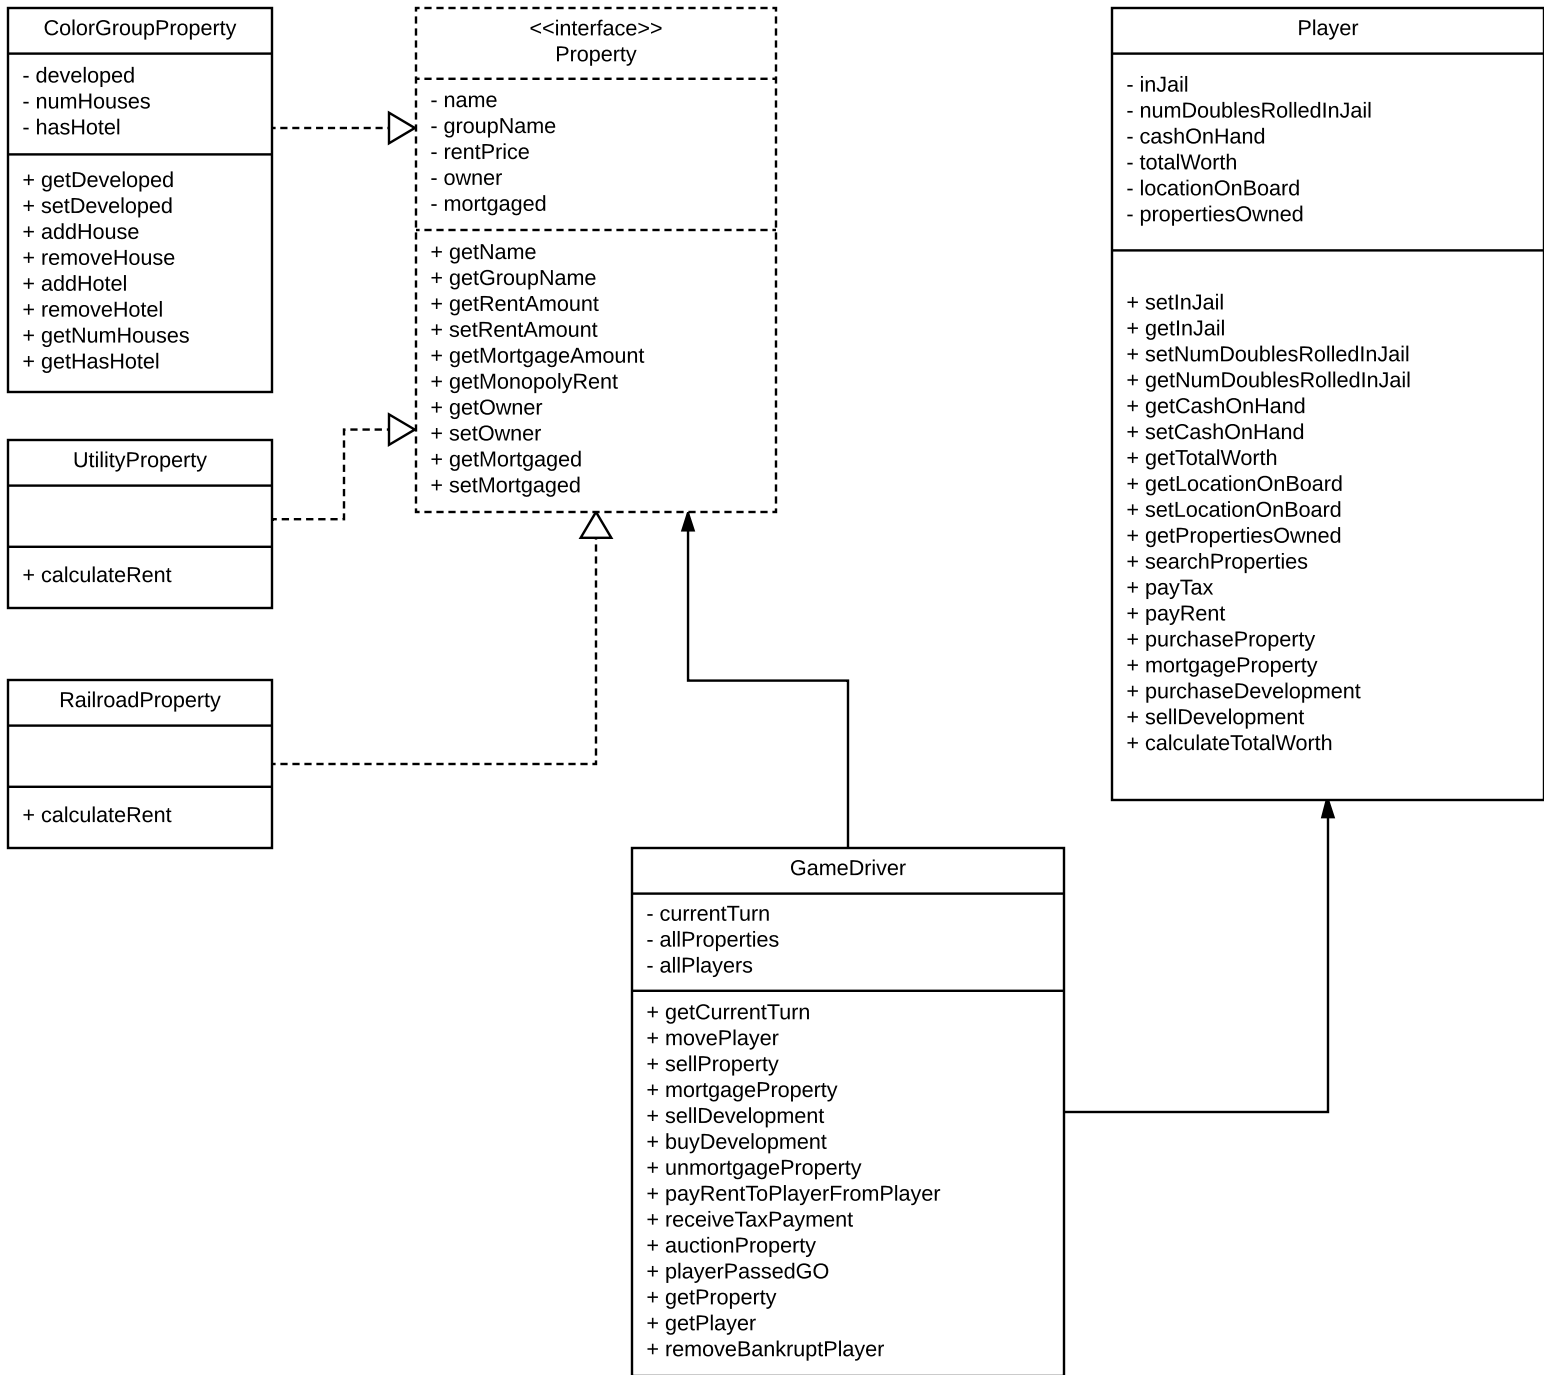 ColorGroupProperty
- developed
- numHouses
- hasHotel
+ getDeveloped
+ setDeveloped
+ addHouse
+ removeHouse
+ addHotel
+ removeHotel
+ getNumHouses
+ getHasHotel
<<interface>>
Property
- name
- groupName
- rentPrice
- owner
- mortgaged
+ getName
+ getGroupName
+ getRentAmount
+ setRentAmount
+ getMortgageAmount
+ getMonopolyRent
+ getOwner
+ setOwner
+ getMortgaged
+ setMortgaged
Player
- inJail
- numDoublesRolledInJail
- cashOnHand
- totalWorth
- locationOnBoard
- propertiesOwned
+ setInJail
+ getInJail
+ setNumDoublesRolledInJail
+ getNumDoublesRolledInJail
+ getCashOnHand
+ setCashOnHand
+ getTotalWorth
+ getLocationOnBoard
+ setLocationOnBoard
+ getPropertiesOwned
+ searchProperties
+ payTax
+ payRent
+ purchaseProperty
+ mortgageProperty
+ purchaseDevelopment
+ sellDevelopment
+ calculateTotalWorth
UtilityProperty
+ calculateRent
RailroadProperty
+ calculateRent
GameDriver
- currentTurn
- allProperties
- allPlayers
+ getCurrentTurn
+ movePlayer
+ sellProperty
+ mortgageProperty
+ sellDevelopment
+ buyDevelopment
+ unmortgageProperty
+ payRentToPlayerFromPlayer
+ receiveTaxPayment
+ auctionProperty
+ playerPassedGO
+ getProperty
+ getPlayer
+ removeBankruptPlayer